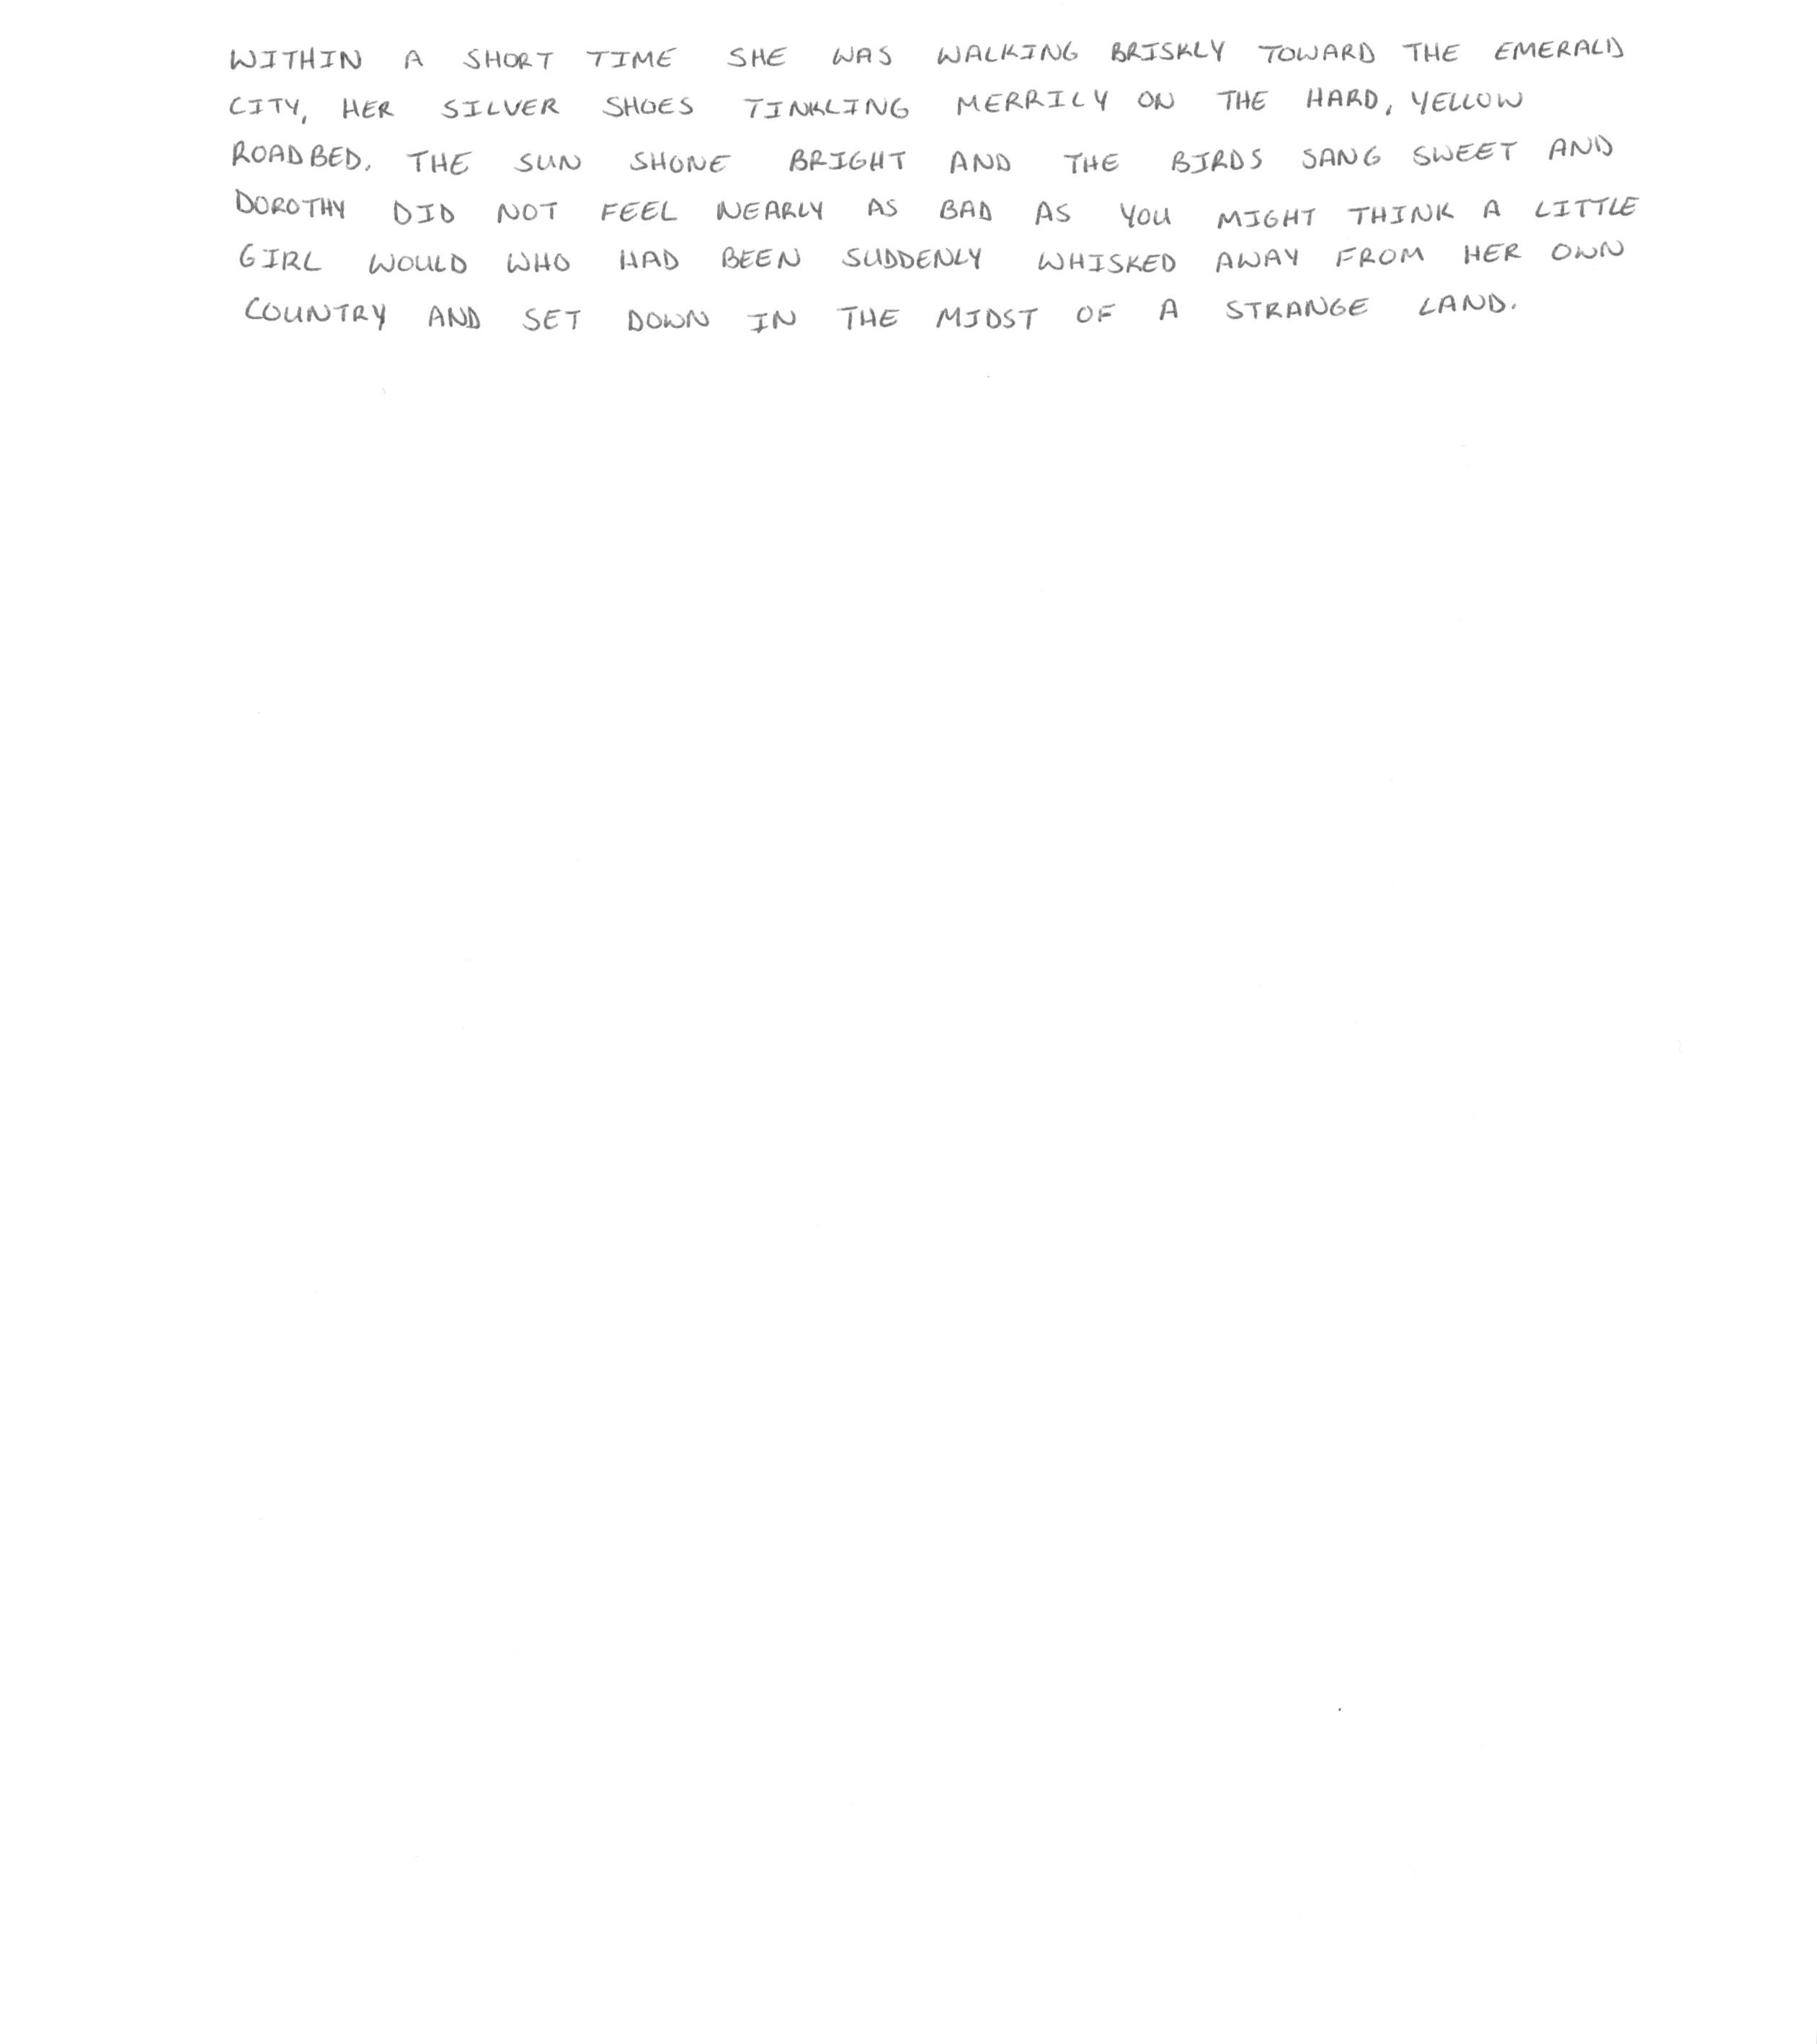 WITHIN A SHORT TIME SHE WAS WALKING BRISKLY TOWARD THE EMERALD
CITY, HER SILVER SHOES TINKLING MERRILY ON THE HARD, YELLOW
ROADBED. THE SUN SHONE BRIGHT AND THE BIRDS SANG SWEET AND
DOROTHY DID NOT FEEL NEARLY AS BAD AS YOU MIGHT THINK A LITTLE
GIRL WOULD WHO HAD BEEN SUDDENLY WHISKED AWAY FROM HER OWN
COUNTRY AND SET DOWN IN THE MIDST OF A STRANGE LAND.